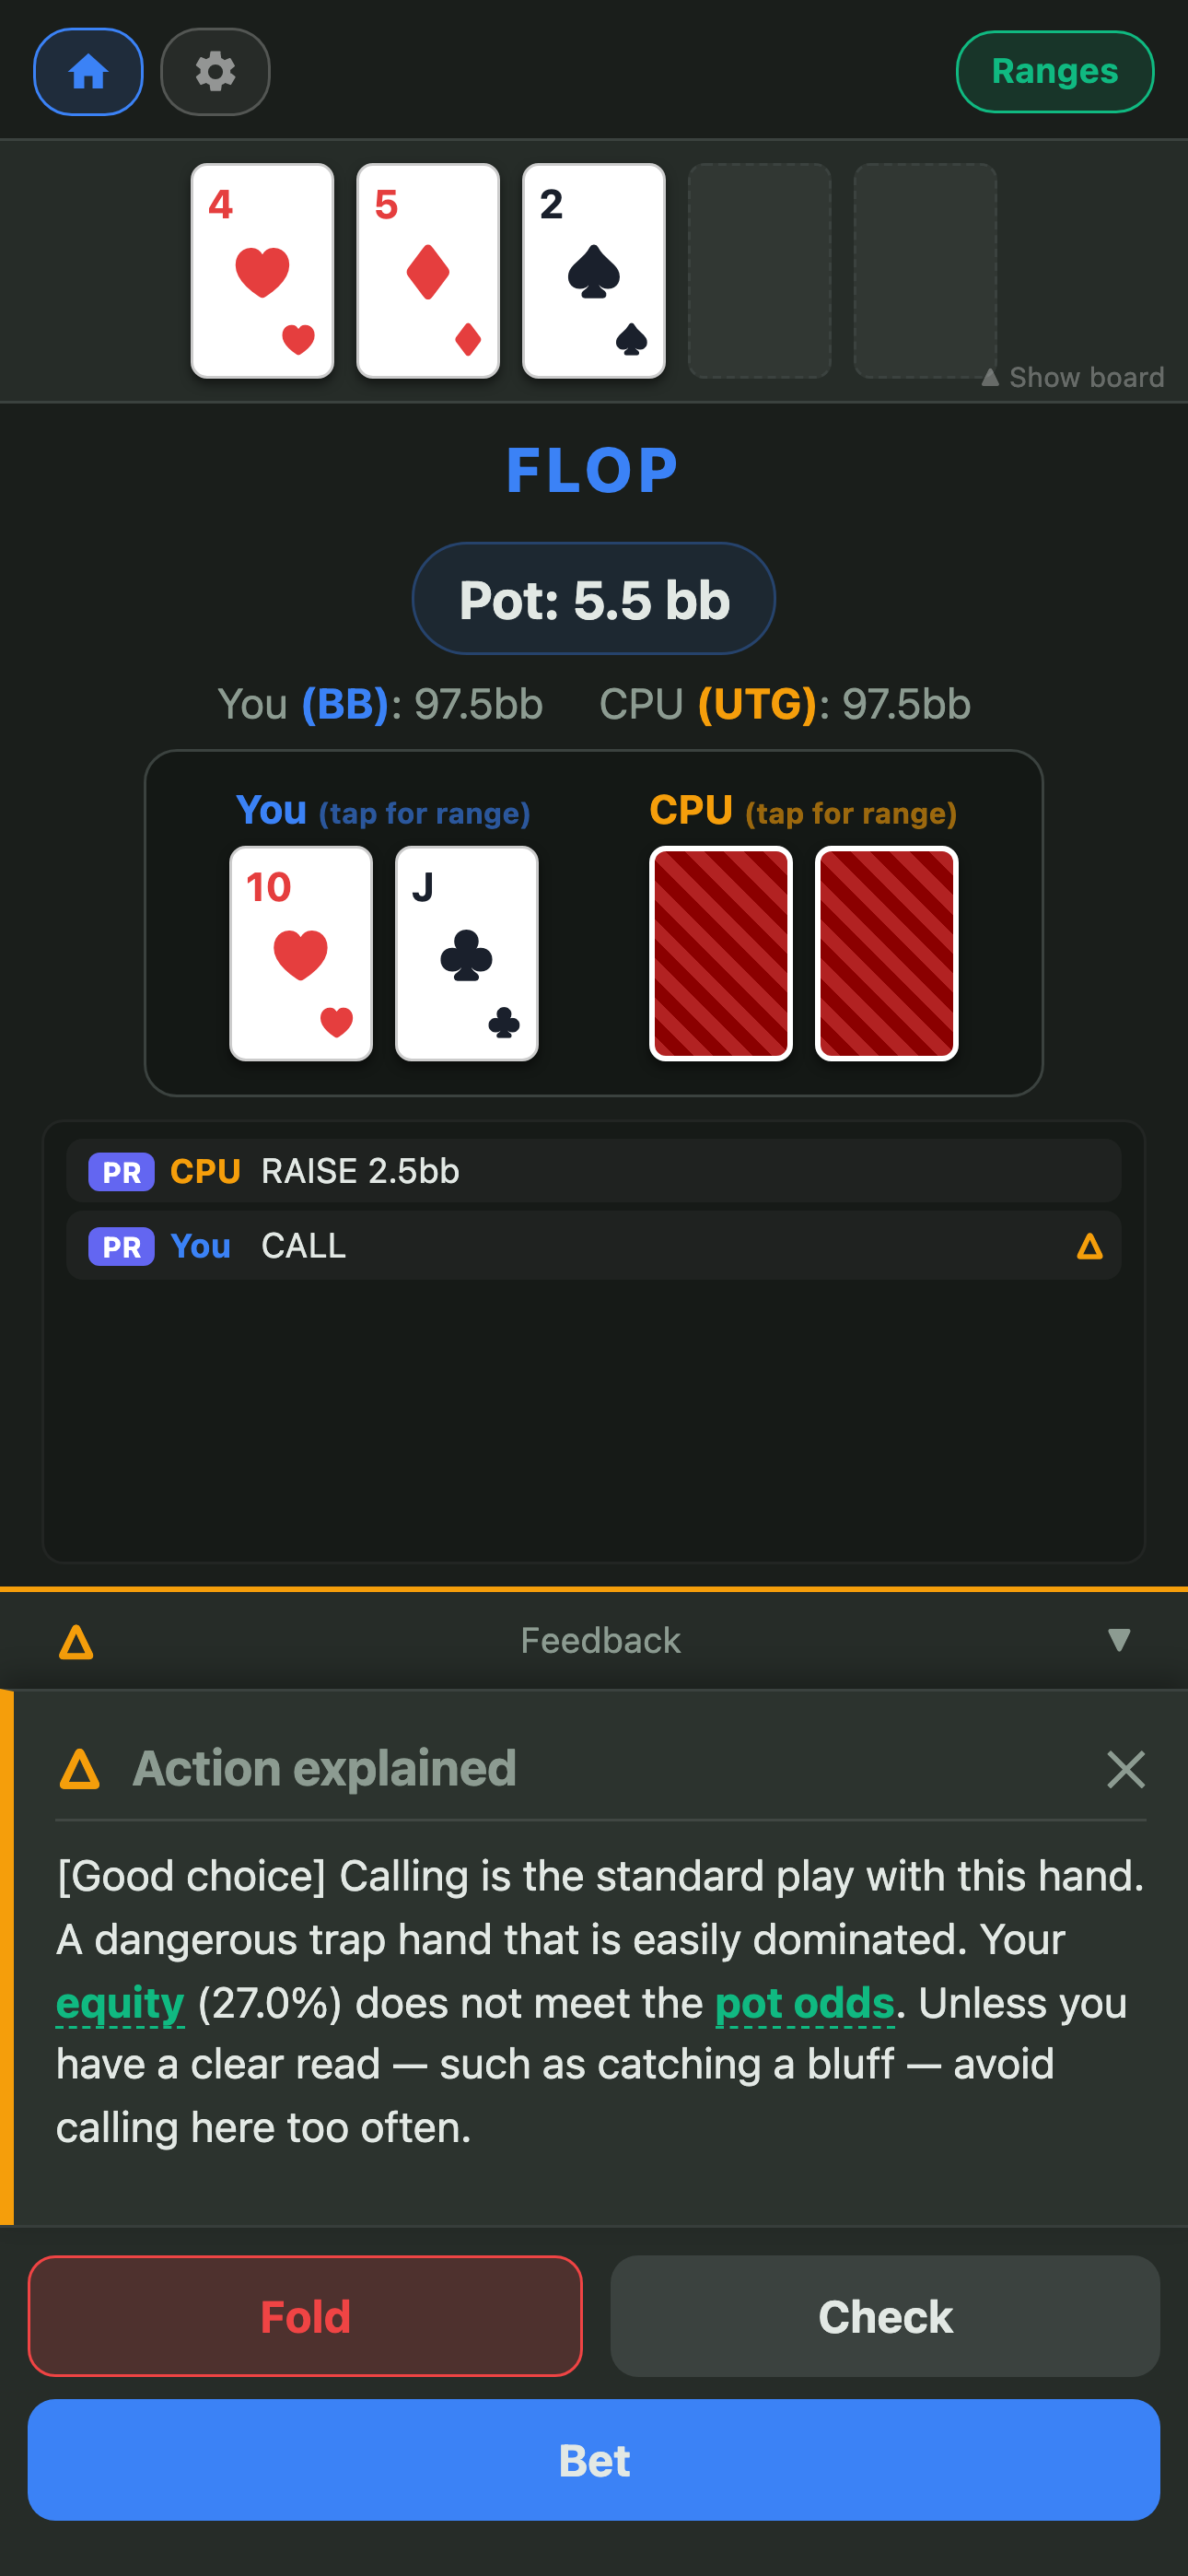 Ranges
4 5 2
▲ Show board
FLOP
Pot: 5.5 bb
You (BB): 97.5bb CPU (UTG): 97.5bb
You (tap for range) CPU (tap for range)
10 J
PR CPU RAISE 2.5bb
PR You CALL
Feedback
Action explained
[Good choice] Calling is the standard play with this hand.
A dangerous trap hand that is easily dominated. Your
equity (27.0%) does not meet the pot odds. Unless you
have a clear read — such as catching a bluff — avoid
calling here too often.
Fold Check
Bet